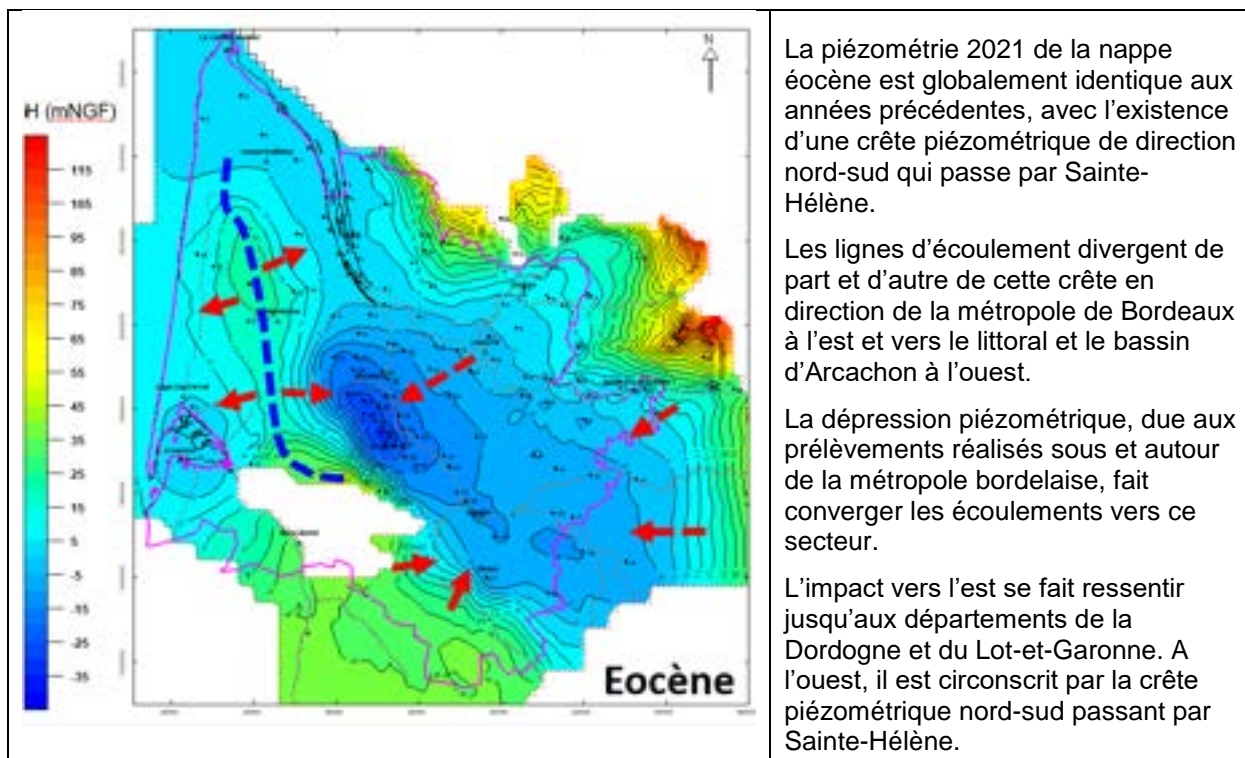 N
H (mNGF)
115
105
95
85
75
65
55
45
35
25
15
5
-5
-15
-25
-35
Eocène
La piézométrie 2021 de la nappe
éocène est globalement identique aux
années précédentes, avec l’existence
d’une crête piézométrique de direction
nord-sud qui passe par Sainte-
Hélène.
Les lignes d’écoulement divergent de
part et d’autre de cette crête en
direction de la métropole de Bordeaux
à l’est et vers le littoral et le bassin
d’Arcachon à l’ouest.
La dépression piézométrique, due aux
prélèvements réalisés sous et autour
de la métropole bordelaise, fait
converger les écoulements vers ce
secteur.
L’impact vers l’est se fait ressentir
jusqu’aux départements de la
Dordogne et du Lot-et-Garonne. A
l’ouest, il est circonscrit par la crête
piézométrique nord-sud passant par
Sainte-Hélène.